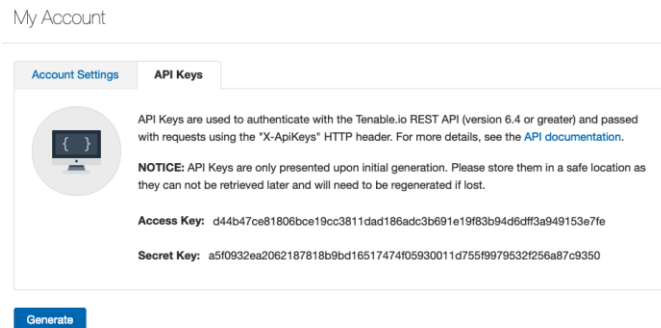 My Account
Account Settings API Keys
API Keys are used to authenticate with the Tenable.io REST API (version 6.4 or greater) and passed
with requests using the "X-ApiKeys" HTTP header. For more details, see the API documentation.
NOTICE: API Keys are only presented upon initial generation. Please store them in a safe location as
they can not be retrieved later and will need to be regenerated if lost.
Access Key: d44b47ce81806bce19cc3811dad186adc3b691e19f83b94d6dff3a949153e7fe
Secret Key: a5f0932ea2062187818b9bd16517474f05930011d755f9979532f256a87c9350
Generate